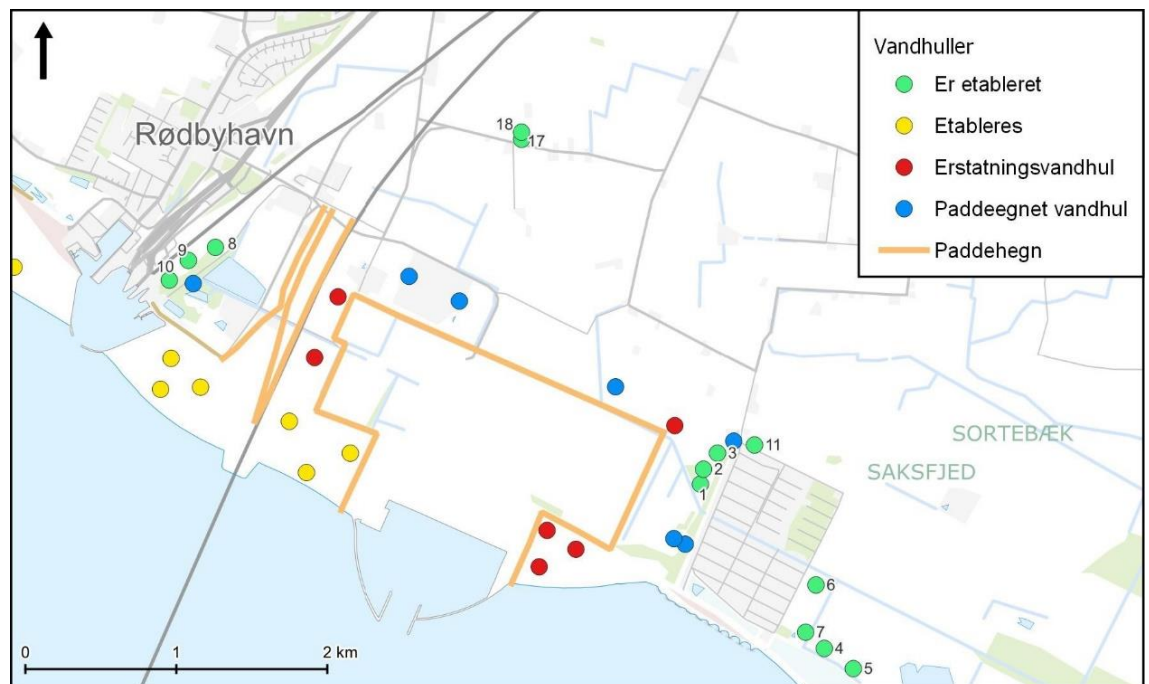 Vandhuller
Er etableret
Etableres
Erstatningsvandhul
Paddeegnet vandhul
Paddehegn
Rødbyhavn
18
17
9
8
10
3
11
2
1
SORTEBÆK
SAKSFJED
6
7
4
5
0 1 2 km